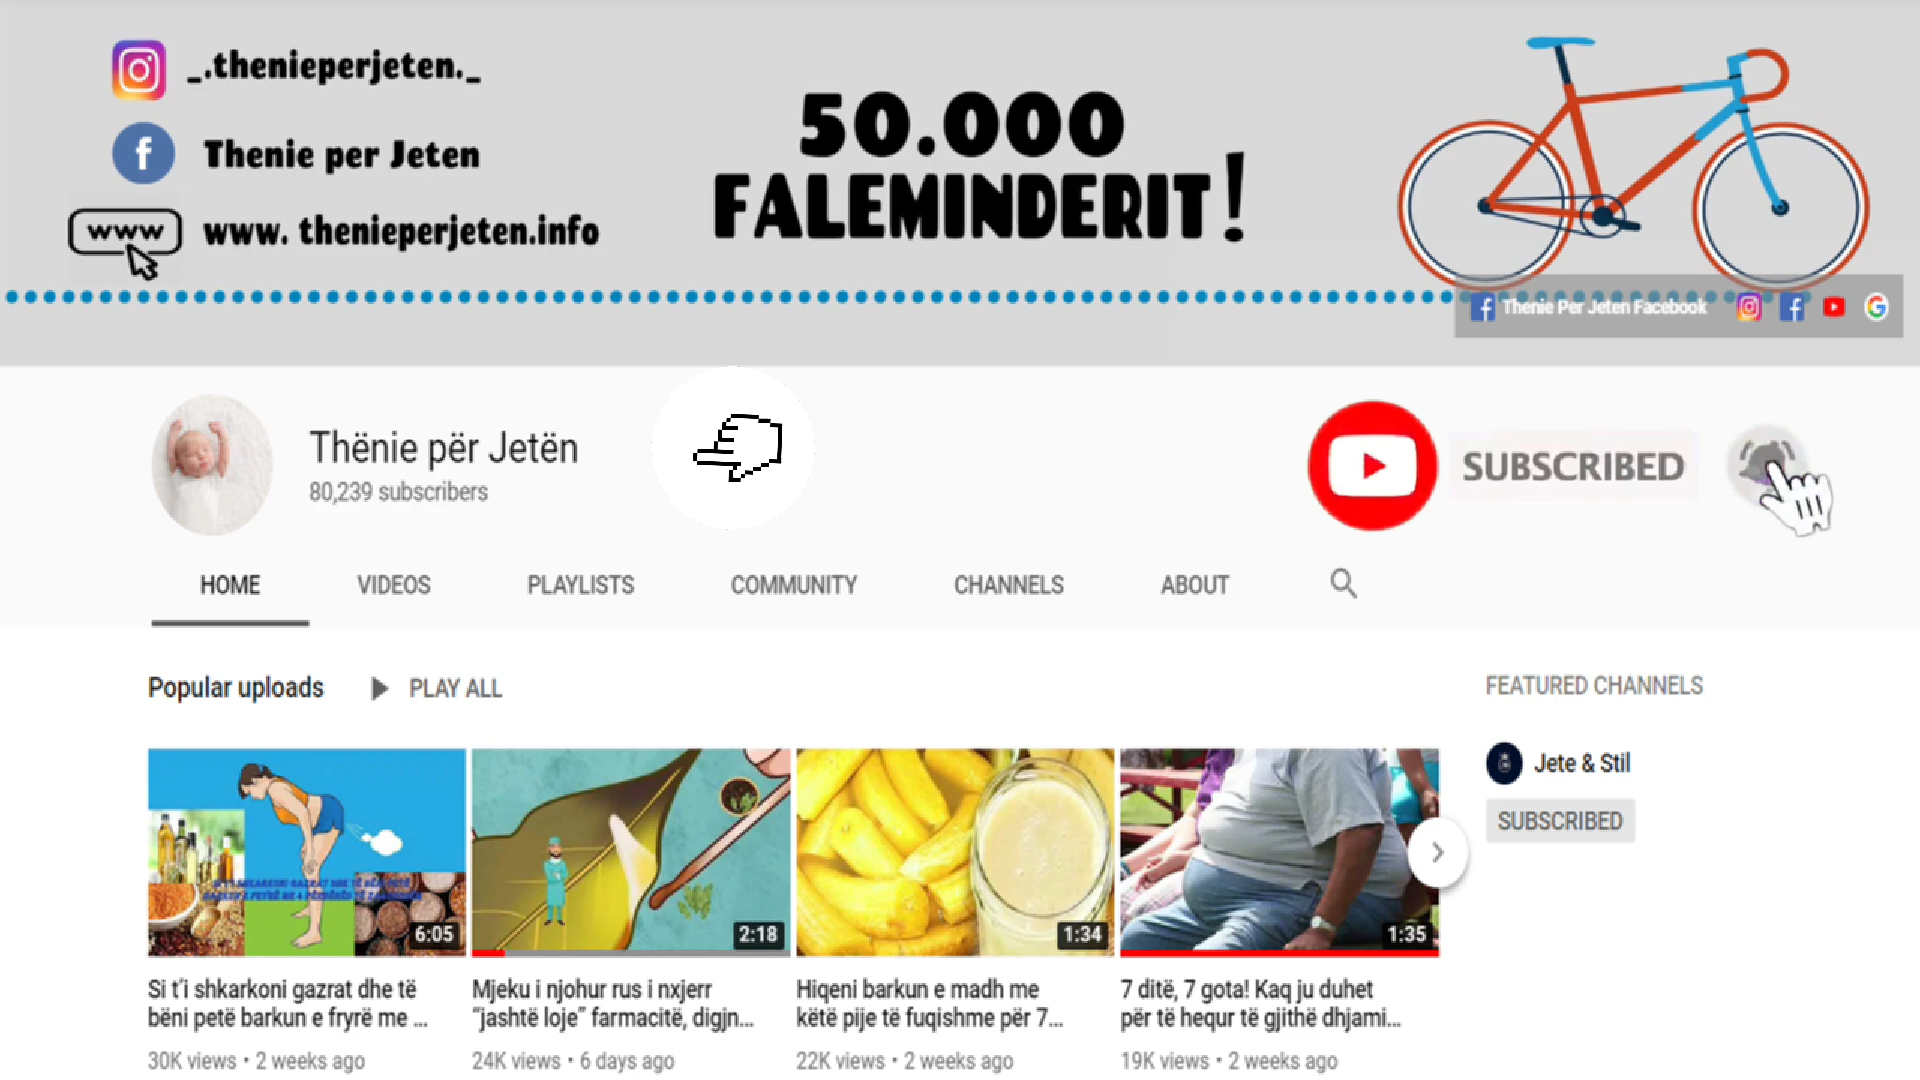 _.thenieperjeten._
Thenie per Jeten
www
www. thenieperjeten.info
50.000
FALEMINDERIT!
Thenie Per Jeten Facebook
Thënie për Jetën
80,239 subscribers
SUBSCRIBED
HOME
VIDEOS
PLAYLISTS
COMMUNITY
CHANNELS
ABOUT
Popular uploads
PLAY ALL
6:05
Si t'i shkarkoni gazrat dhe të
bëni petë barkun e fryrë me ...
30K views • 2 weeks ago
2:18
Mjeku i njohur rus i nxjerr
“jashtë loje” farmacitë, digjn...
24K views • 6 days ago
1:34
Hiqeni barkun e madh me
këtë pije të fuqishme për 7...
22K views • 2 weeks ago
1:35
7 ditë, 7 gota! Kaq ju duhet
për të hequr të gjithë dhjami...
19K views • 2 weeks ago
FEATURED CHANNELS
Jete & Stil
SUBSCRIBED